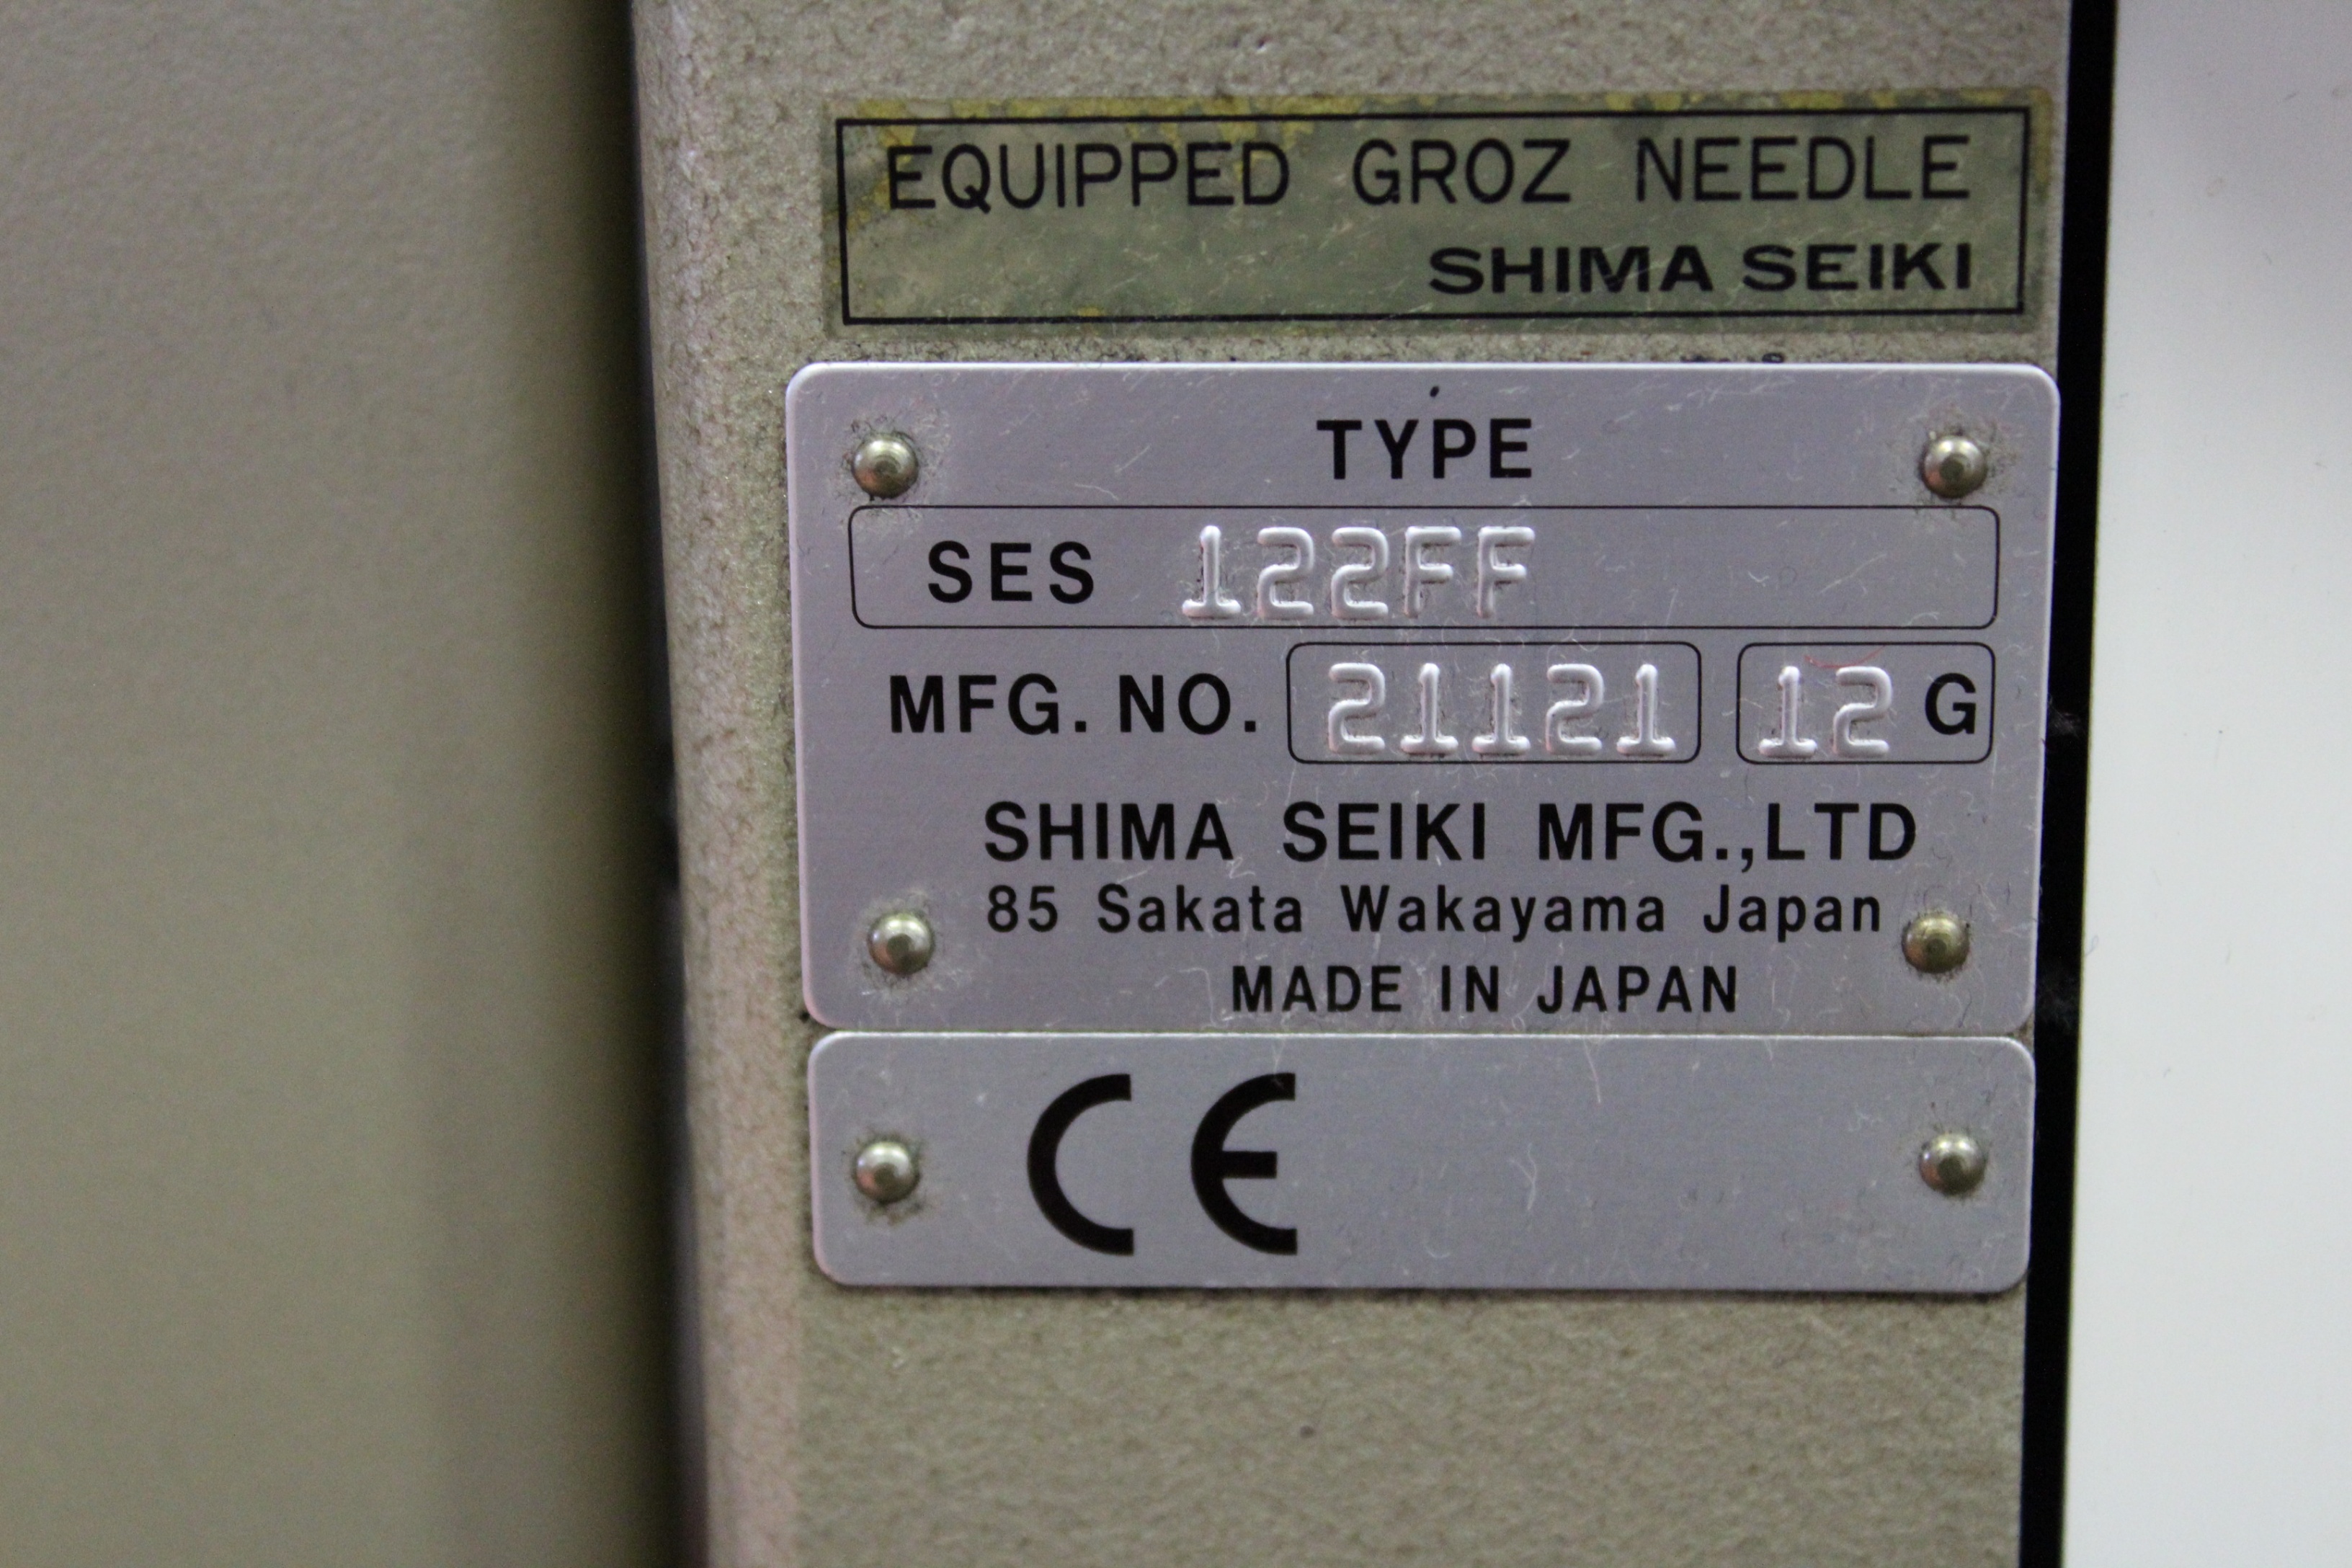 EQUIPPED GROZ NEEDLE
SHIMA SEIKI
TYPE
SES 122FF
MFG. NO. 21121 12 G
SHIMA SEIKI MFG.,LTD
85 Sakata Wakayama Japan
MADE IN JAPAN
CE